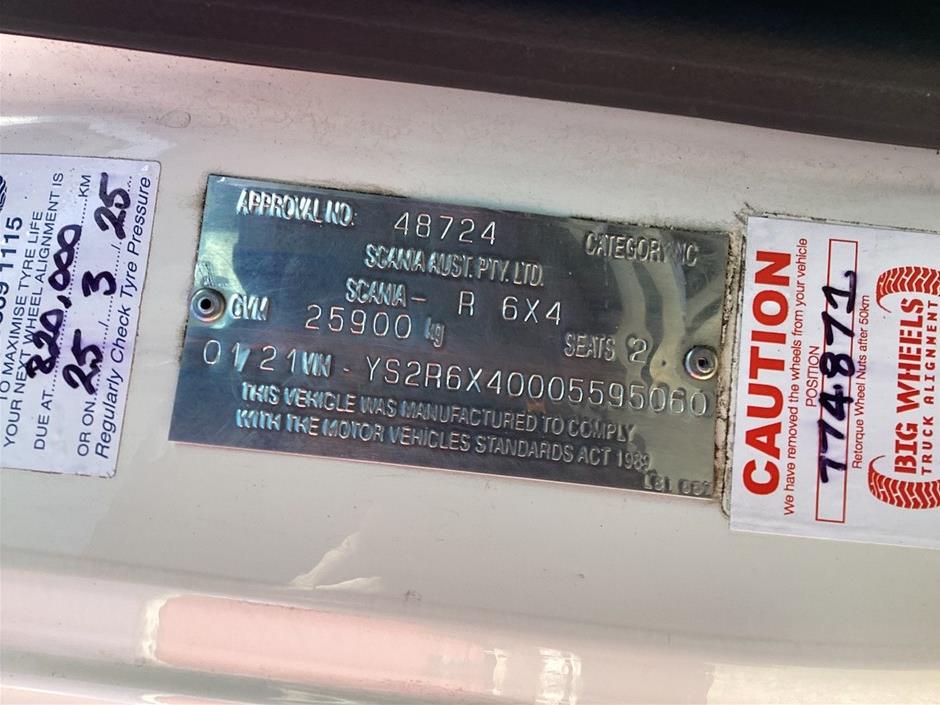 1115
TO MAXIMISE TYRE LIFE
YOUR NEXT WHEEL ALIGNMENT IS
DUE AT: 820,000 KM
OR ON 25 / 3 / 25
Regularly Check Tyre Pressure
APPROVAL NO. 48724 CATEGORY NC
SCANIA AUST. PTY. LTD.
SCANIA - R 6X4
GVM 25900 kg SEATS 2
01/21 VIN - YS2R6X40005595060
THIS VEHICLE WAS MANUFACTURED TO COMPLY
WITH THE MOTOR VEHICLES STANDARDS ACT 1989
CAUTION
We have removed the wheels from your vehicle
POSITION
774871
Retorque Wheel Nuts after 50km
BIG WHEELS
TRUCK ALIGNMENT